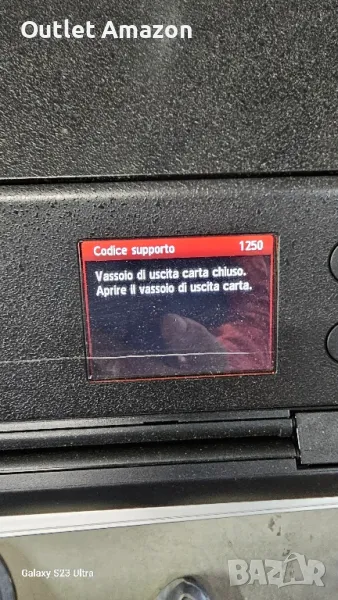 Outlet Amazon
Codice supporto 1250
Vassoio di uscita carta chiuso.
Aprire il vassoio di uscita carta.
Galaxy S23 Ultra
BAZAR